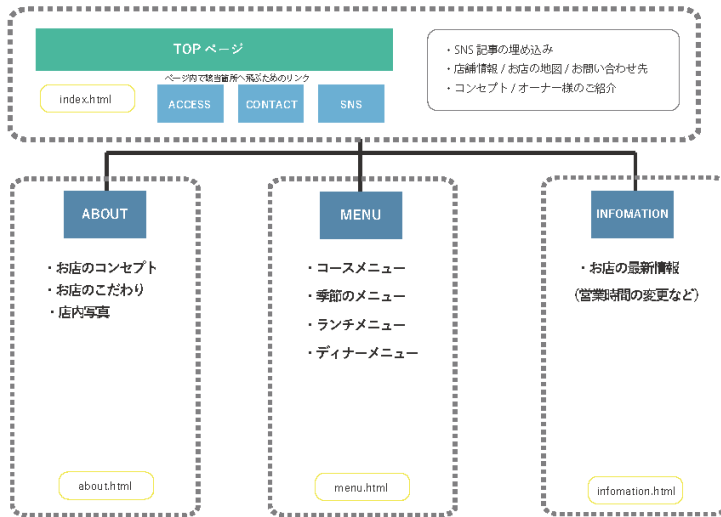 TOP ページ
ページ内で該当箇所へ飛ぶためのリンク
index.html
ACCESS
CONTACT
SNS
・SNS 記事の埋め込み
・店舗情報 / お店の地図 / お問い合わせ先
・コンセプト / オーナー様のご紹介
ABOUT
・お店のコンセプト
・お店のこだわり
・店内写真
about.html
MENU
・コースメニュー
・季節のメニュー
・ランチメニュー
・ディナーメニュー
menu.html
INFOMATION
・お店の最新情報
(営業時間の変更など)
infomation.html